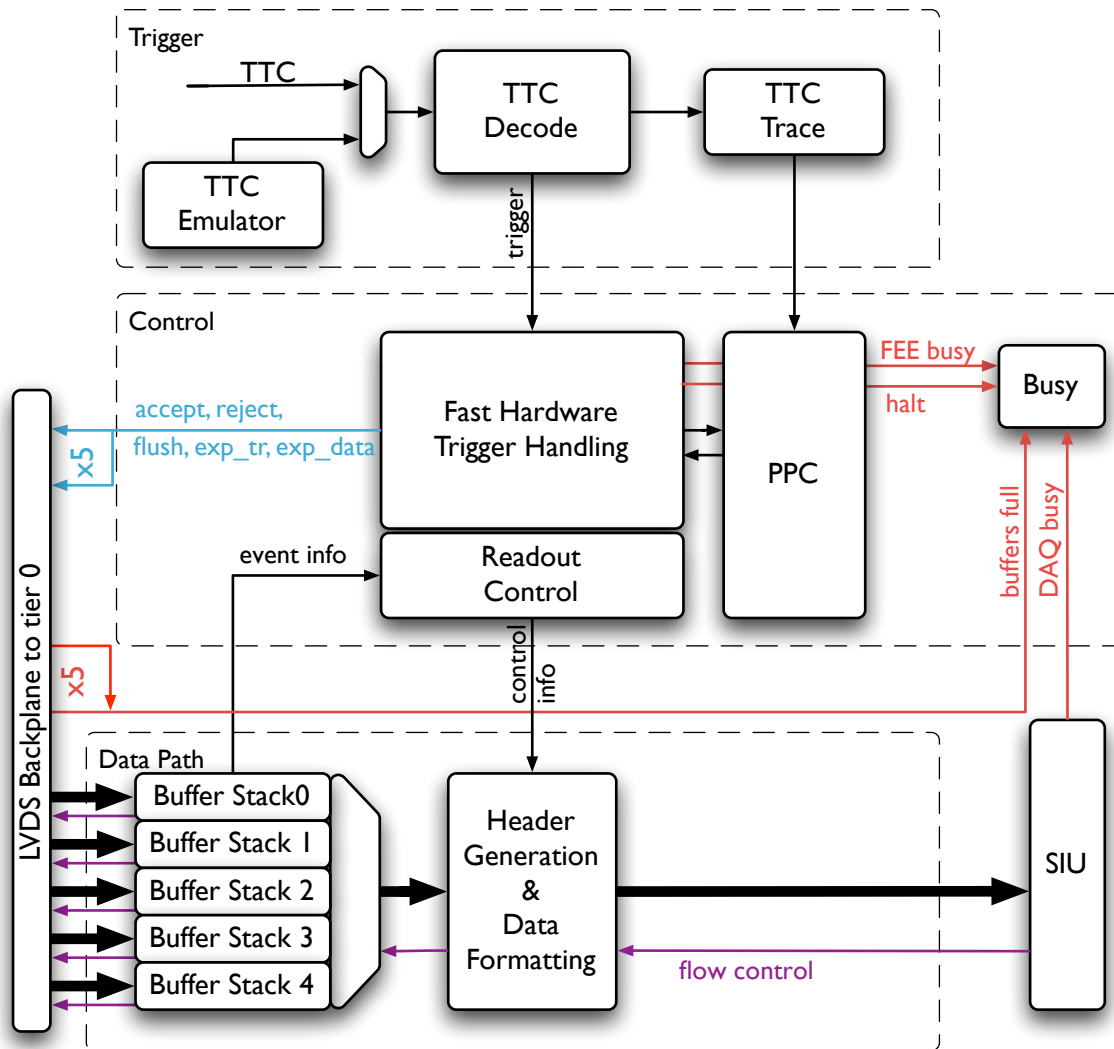 Trigger
TTC
TTC
Decode
TTC
Trace
TTC
Emulator
trigger
Control
Fast Hardware
Trigger Handling
PPC
FEE busy
halt
Busy
accept, reject,
flush, exp_tr, exp_data
x5
buffers full
DAQ busy
event info
Readout
Control
LVDS Backplane to tier 0
x5
control
info
Data Path
Buffer Stack0
Buffer Stack 1
Buffer Stack 2
Buffer Stack 3
Buffer Stack 4
Header
Generation
&
Data
Formatting
SIU
flow control